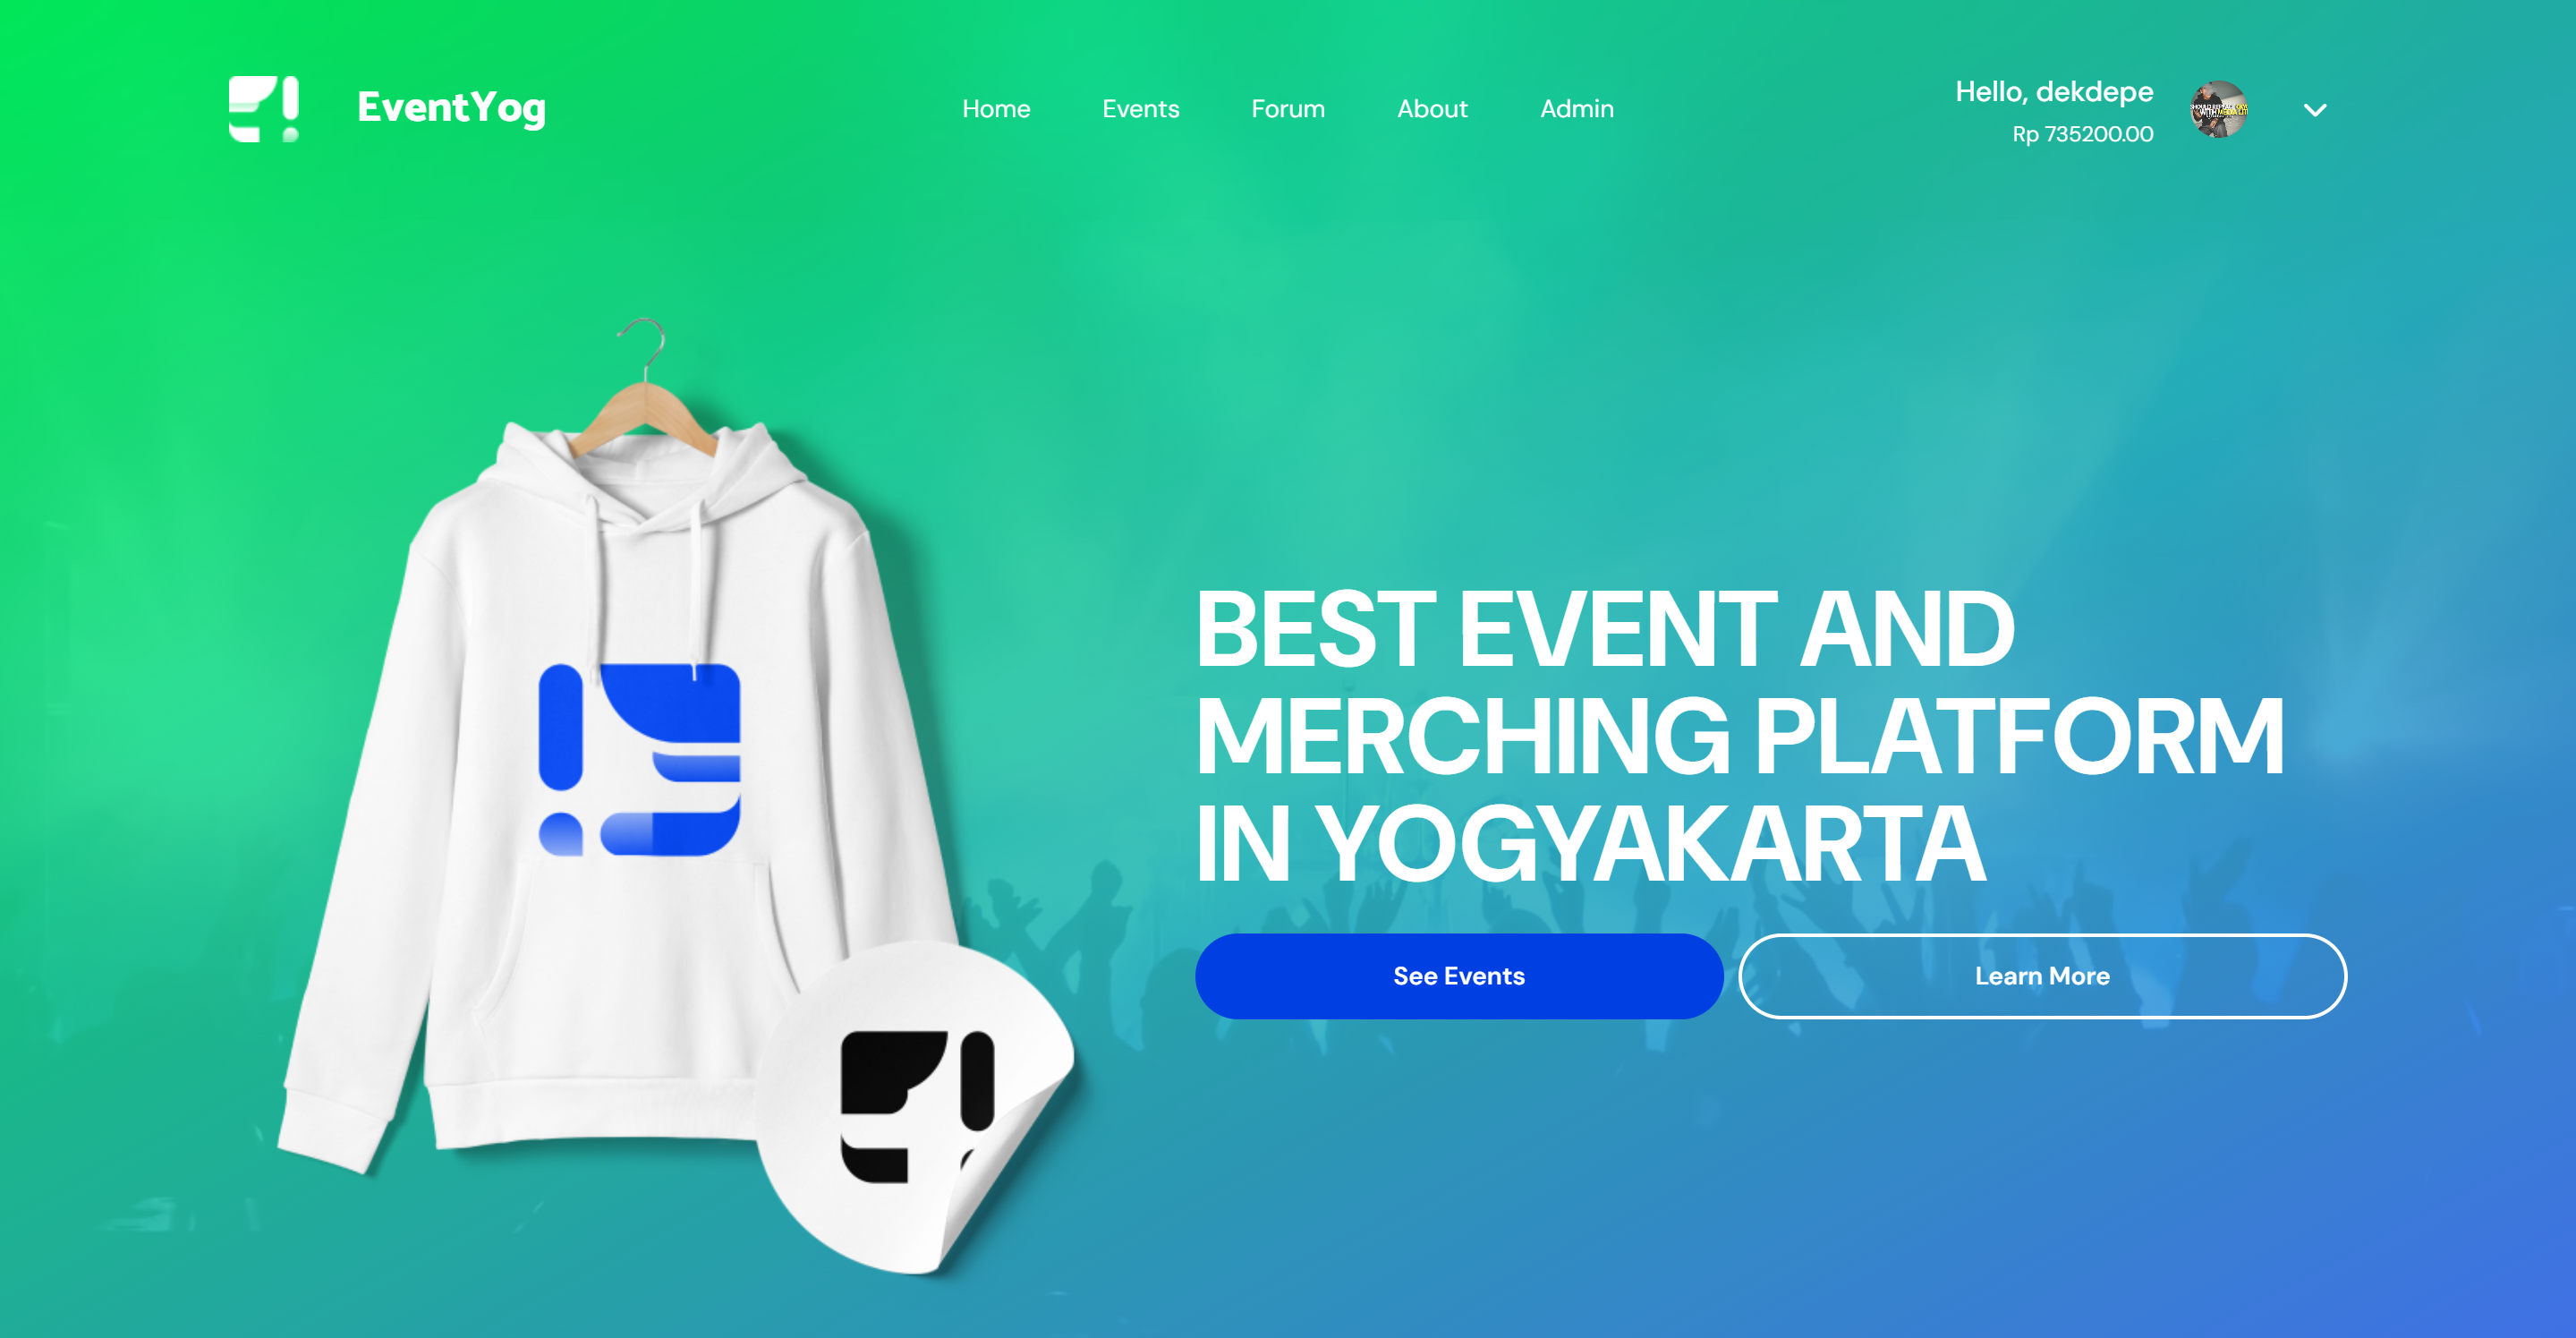 EventYog
Home Events Forum About Admin
Hello, dekdepe
Rp 735200.00
BEST EVENT AND
MERCHING PLATFORM
IN YOGYAKARTA
See Events Learn More